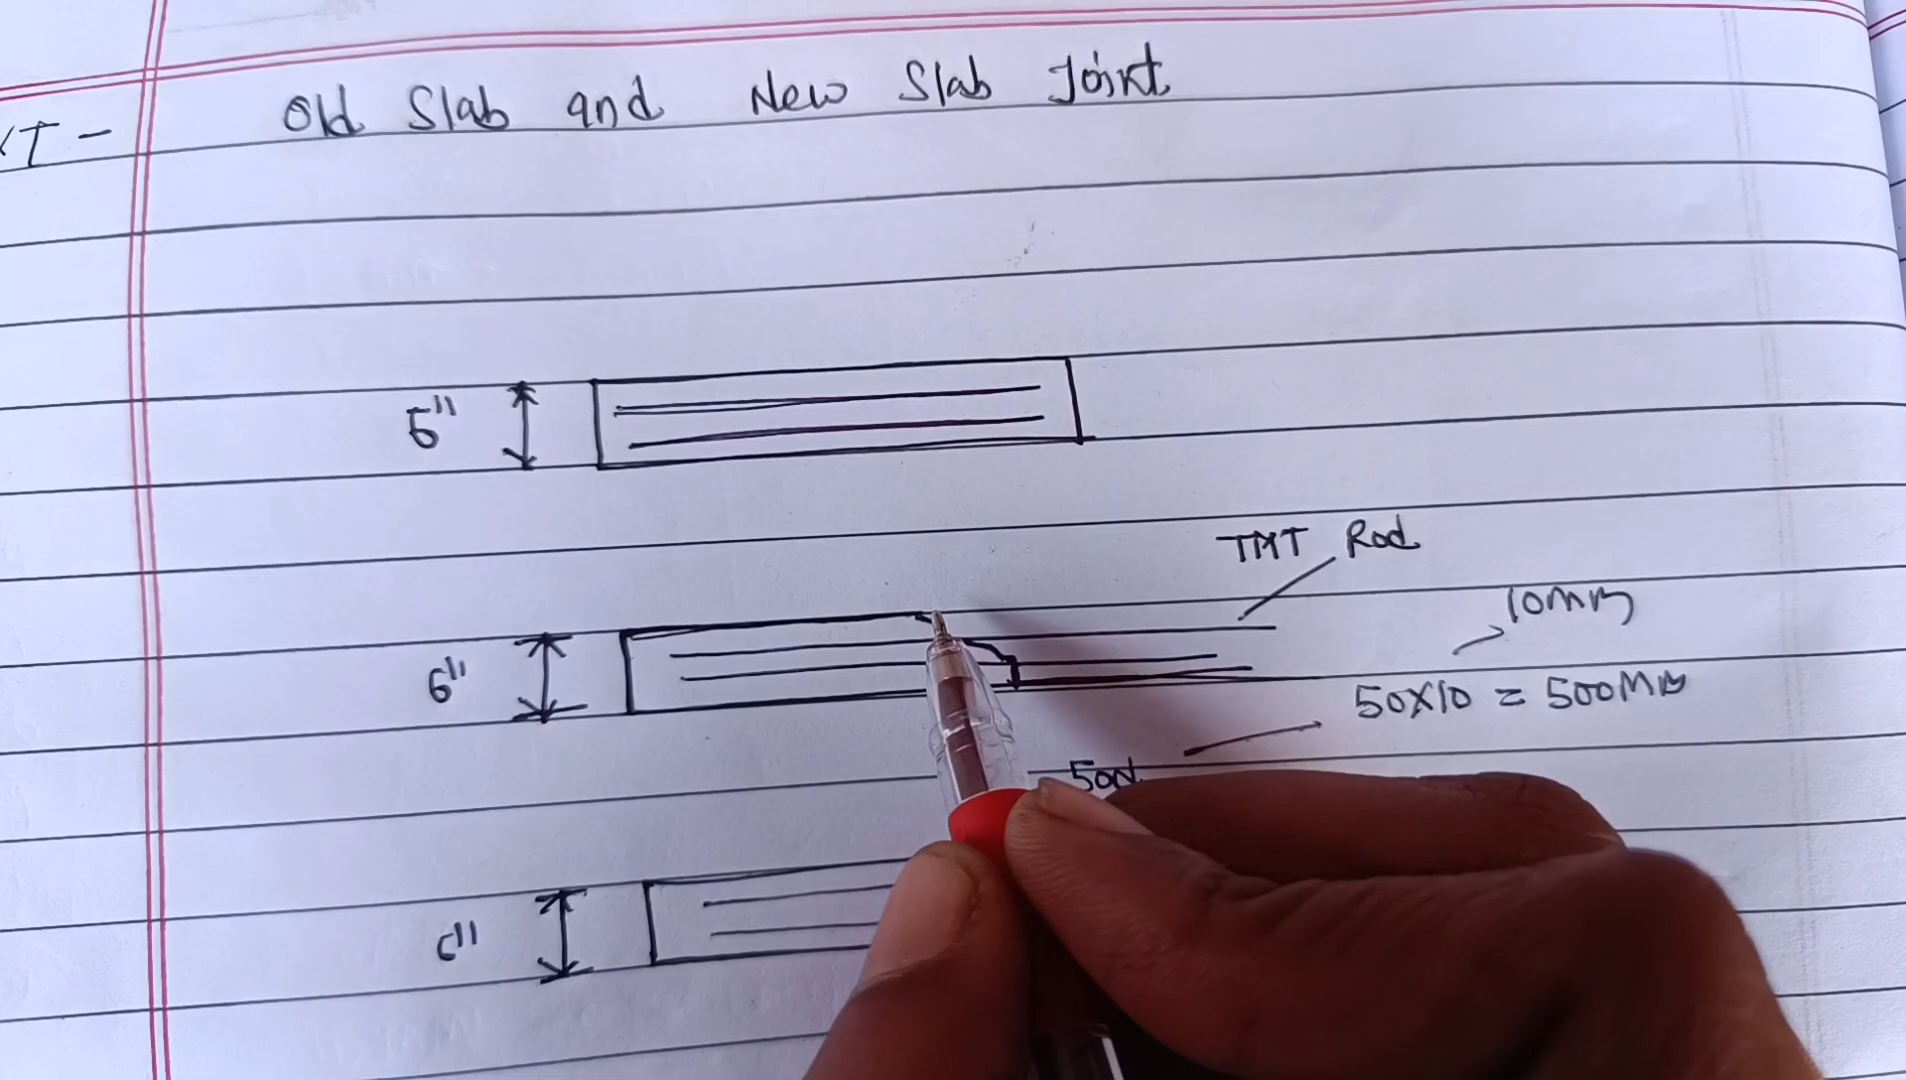 Old Slab and New Slab Joint
T -
5"
TMT Rod
10mm
6"
50X10 = 500MM
50d
6"